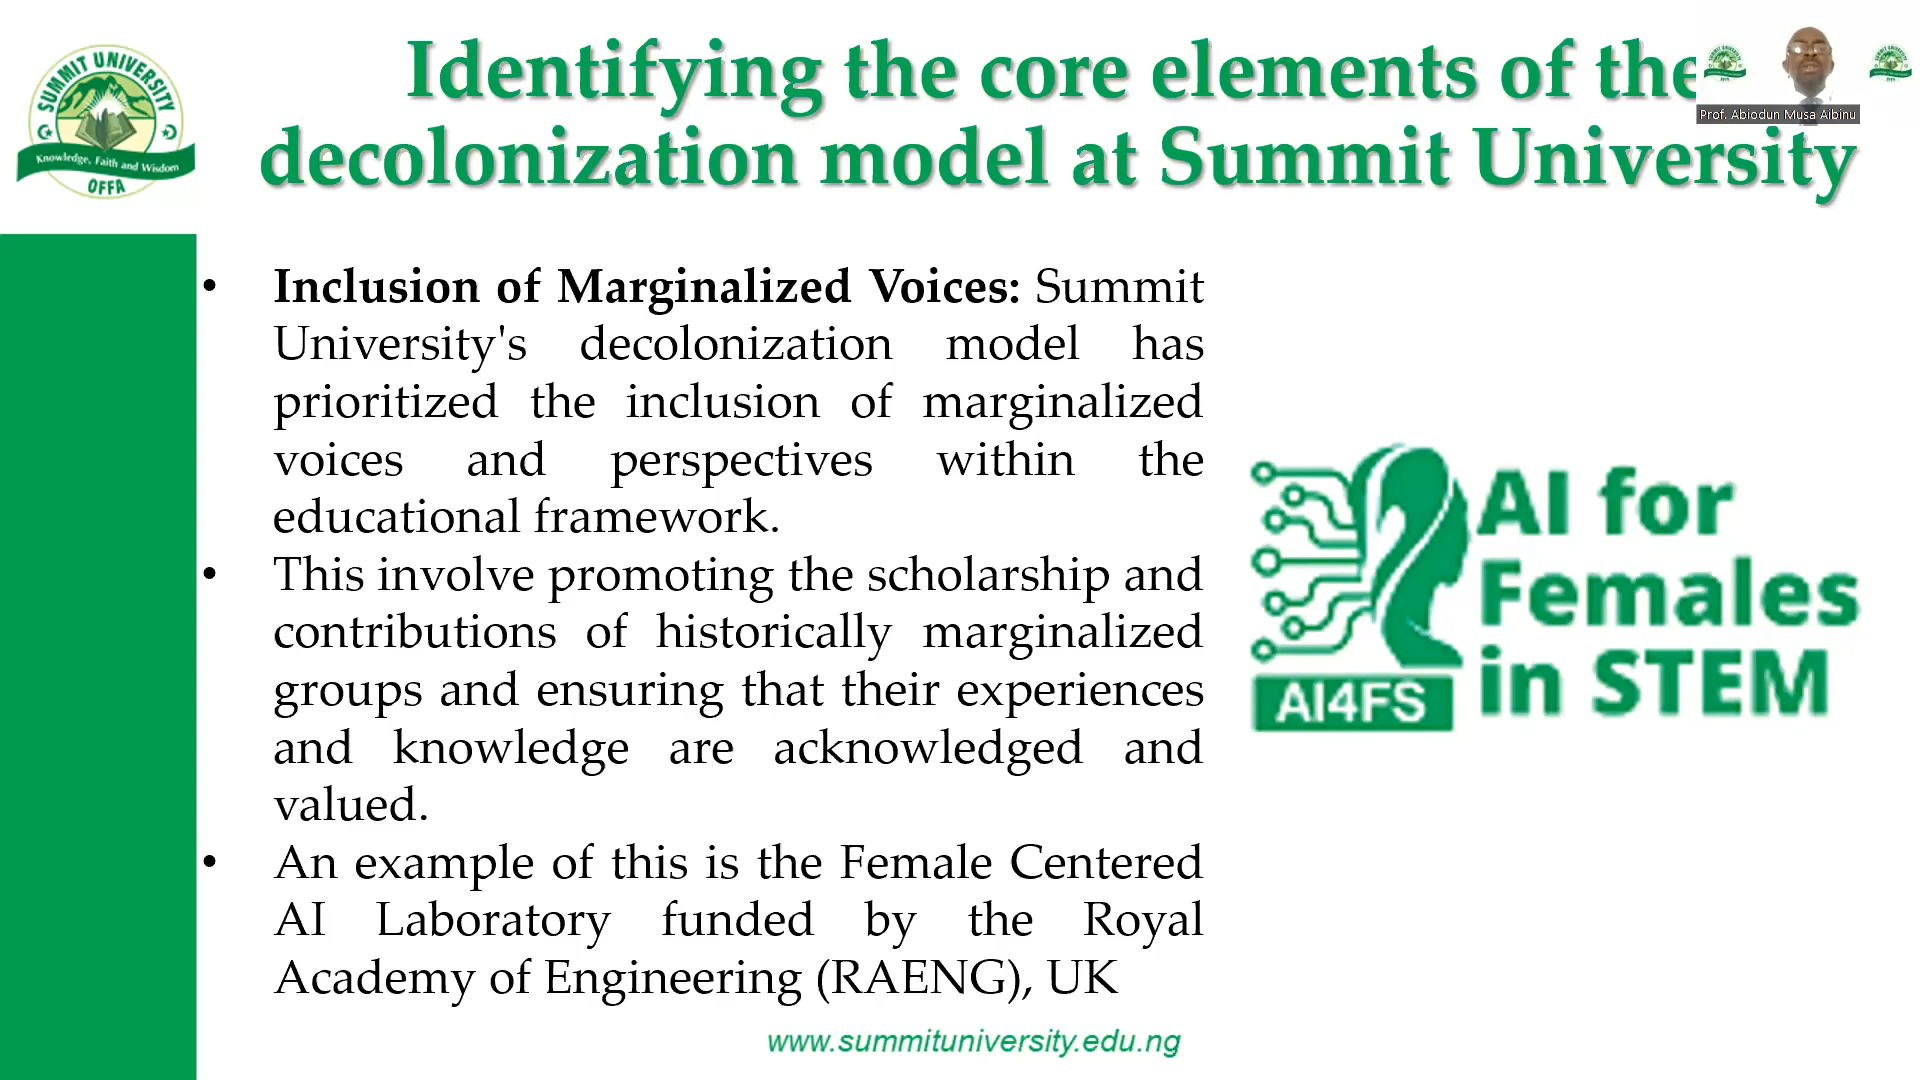 SUMMIT UNIVERSITY
Knowledge, Faith and Wisdom
OFFA
Identifying the core elements of the
decolonization model at Summit University
Prof. Abiodun Musa Aibinu
• Inclusion of Marginalized Voices: Summit
University's decolonization model has
prioritized the inclusion of marginalized
voices and perspectives within the
educational framework.
• This involve promoting the scholarship and
contributions of historically marginalized
groups and ensuring that their experiences
and knowledge are acknowledged and
valued.
• An example of this is the Female Centered
AI Laboratory funded by the Royal
Academy of Engineering (RAENG), UK
AI for
Females
in STEM
AI4FS
www.summituniversity.edu.ng